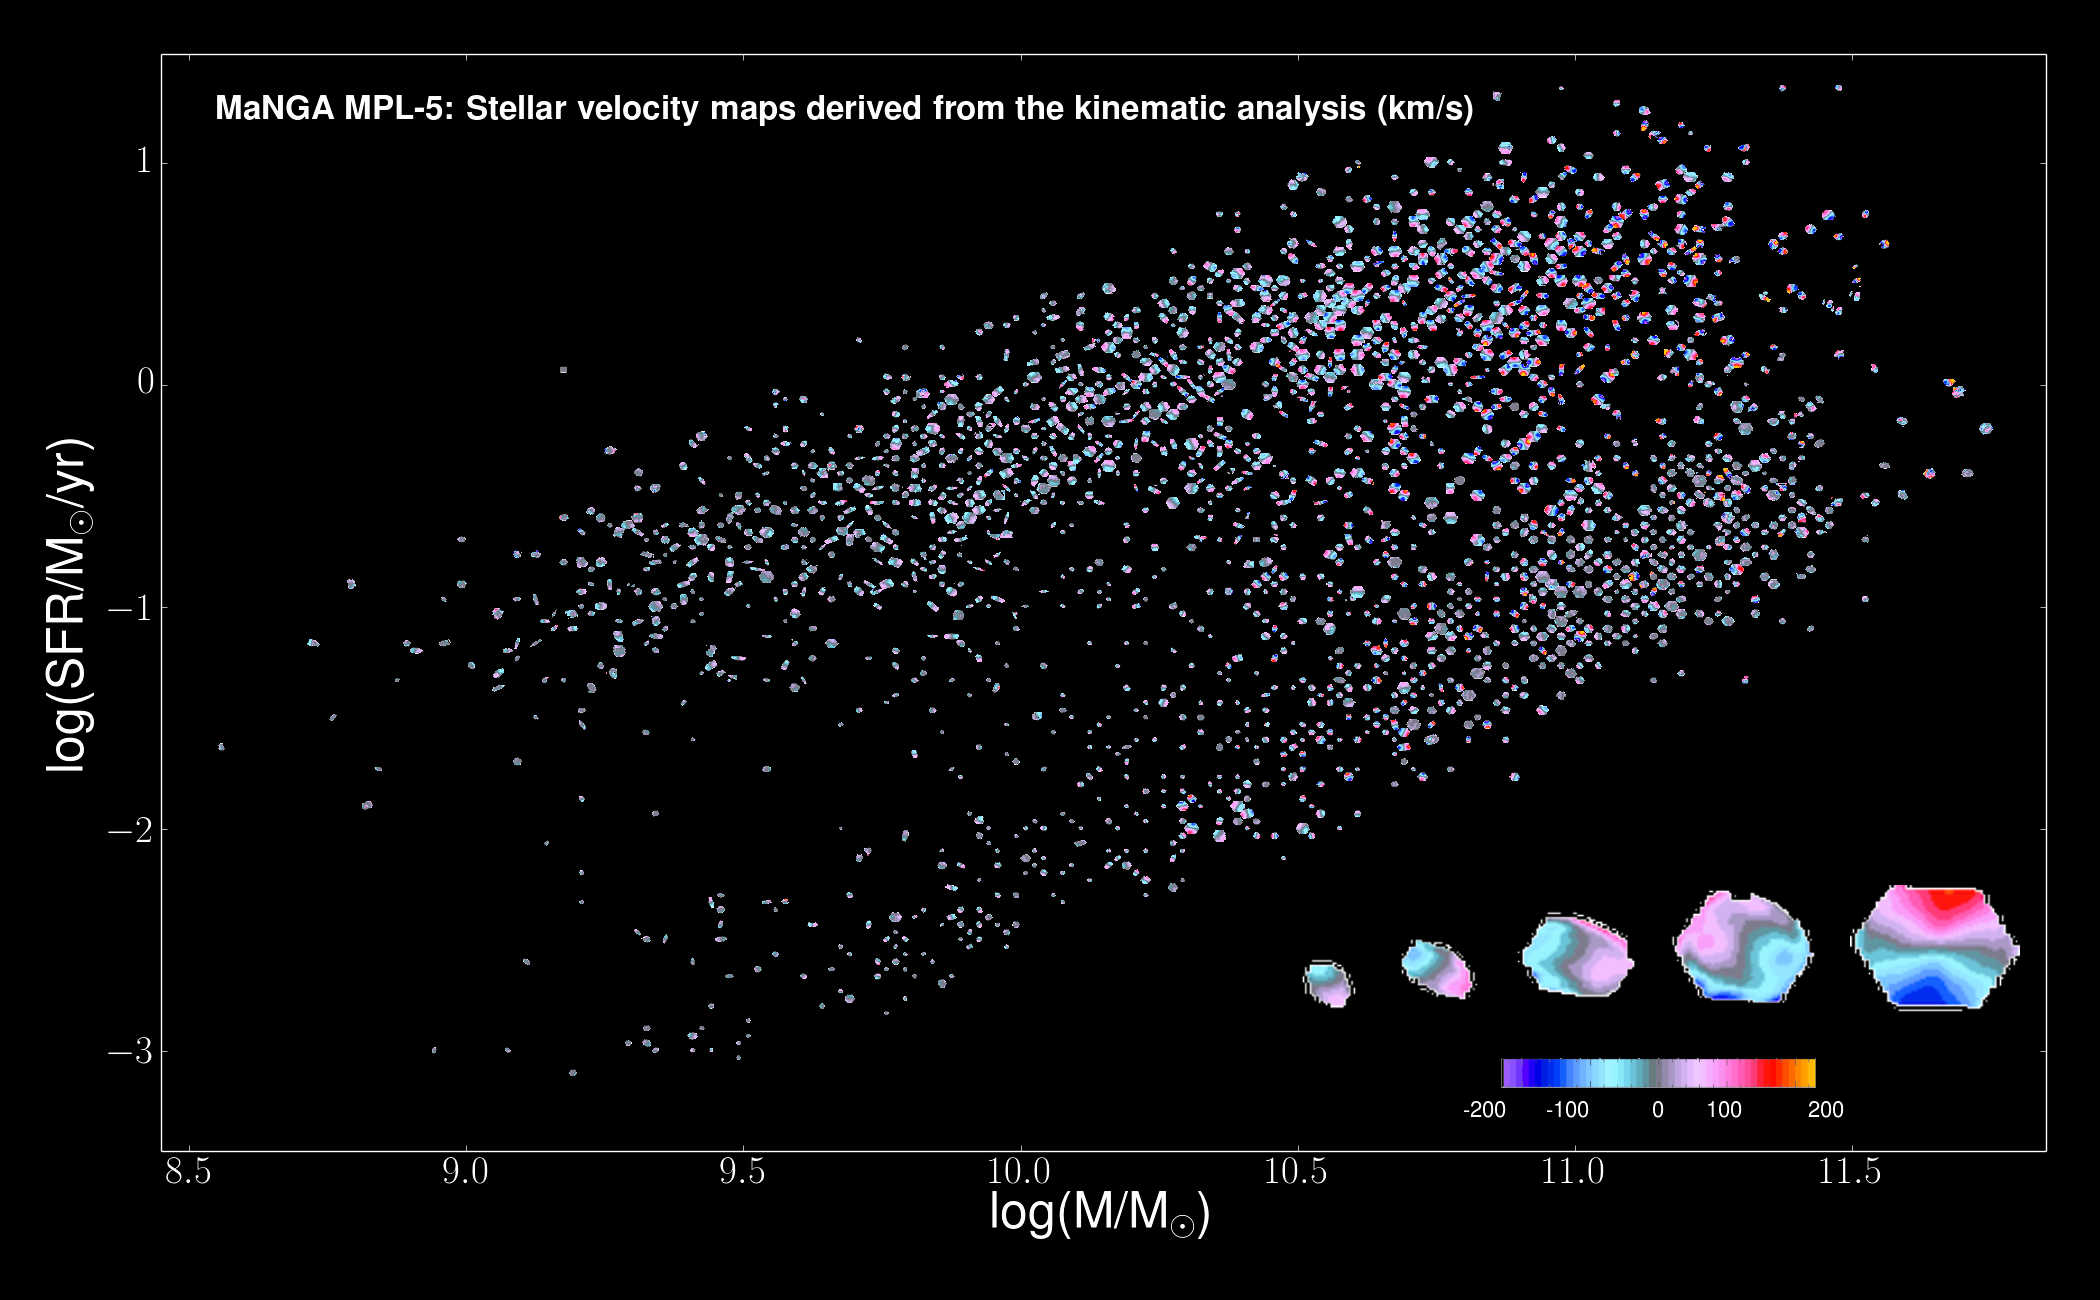 MaNGA MPL-5: Stellar velocity maps derived from the kinematic analysis (km/s)
1
0
−1
−2
−3
log(SFR/M⊙/yr)
-200 -100 0 100 200
8.5 9.0 9.5 10.0 10.5 11.0 11.5
log(M/M⊙)